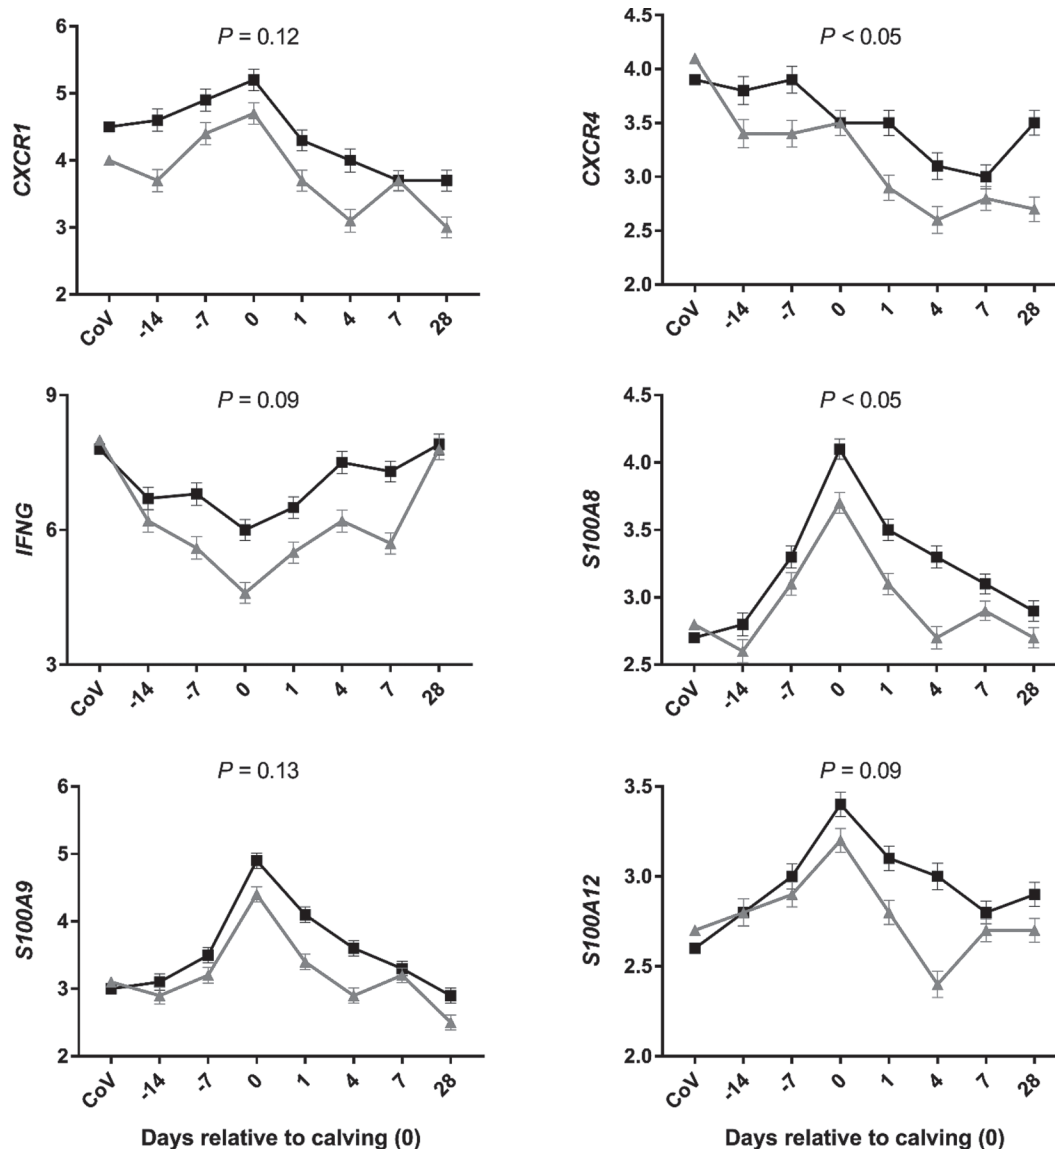 P = 0.12
CXCR1
6
5
4
3
2
CoV -14 -7 0 1 4 7 28
P < 0.05
CXCR4
4.5
4.0
3.5
3.0
2.5
2.0
CoV -14 -7 0 1 4 7 28
P = 0.09
IFNG
9
6
3
CoV -14 -7 0 1 4 7 28
P < 0.05
S100A8
4.5
4.0
3.5
3.0
2.5
CoV -14 -7 0 1 4 7 28
P = 0.13
S100A9
6
5
4
3
2
CoV -14 -7 0 1 4 7 28
Days relative to calving (0)
P = 0.09
S100A12
3.5
3.0
2.5
2.0
CoV -14 -7 0 1 4 7 28
Days relative to calving (0)